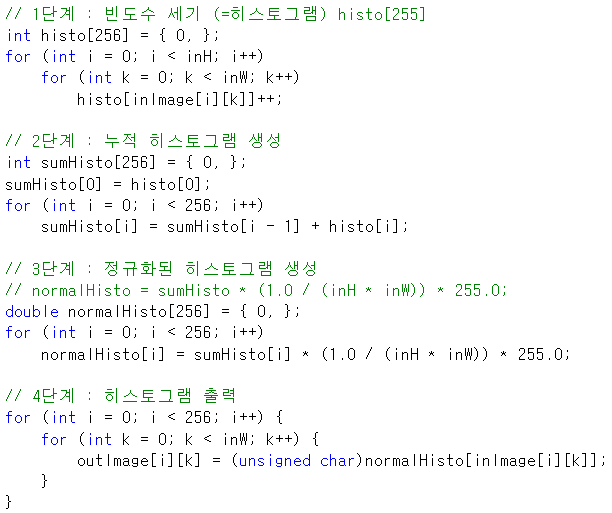 // 1단계 : 빈도수 세기 (=히스토그램) histo[255]
int histo[256] = { 0, };
for (int i = 0; i < inH; i++)
    for (int k = 0; k < inW; k++)
        histo[inImage[i][k]]++;

// 2단계 : 누적 히스토그램 생성
int sumHisto[256] = { 0, };
sumHisto[0] = histo[0];
for (int i = 0; i < 256; i++)
    sumHisto[i] = sumHisto[i - 1] + histo[i];

// 3단계 : 정규화된 히스토그램 생성
// normalHisto = sumHisto * (1.0 / (inH * inW)) * 255.0;
double normalHisto[256] = { 0, };
for (int i = 0; i < 256; i++)
    normalHisto[i] = sumHisto[i] * (1.0 / (inH * inW)) * 255.0;

// 4단계 : 히스토그램 출력
for (int i = 0; i < 256; i++) {
    for (int k = 0; k < inW; k++) {
        outImage[i][k] = (unsigned char)normalHisto[inImage[i][k]];
    }
}